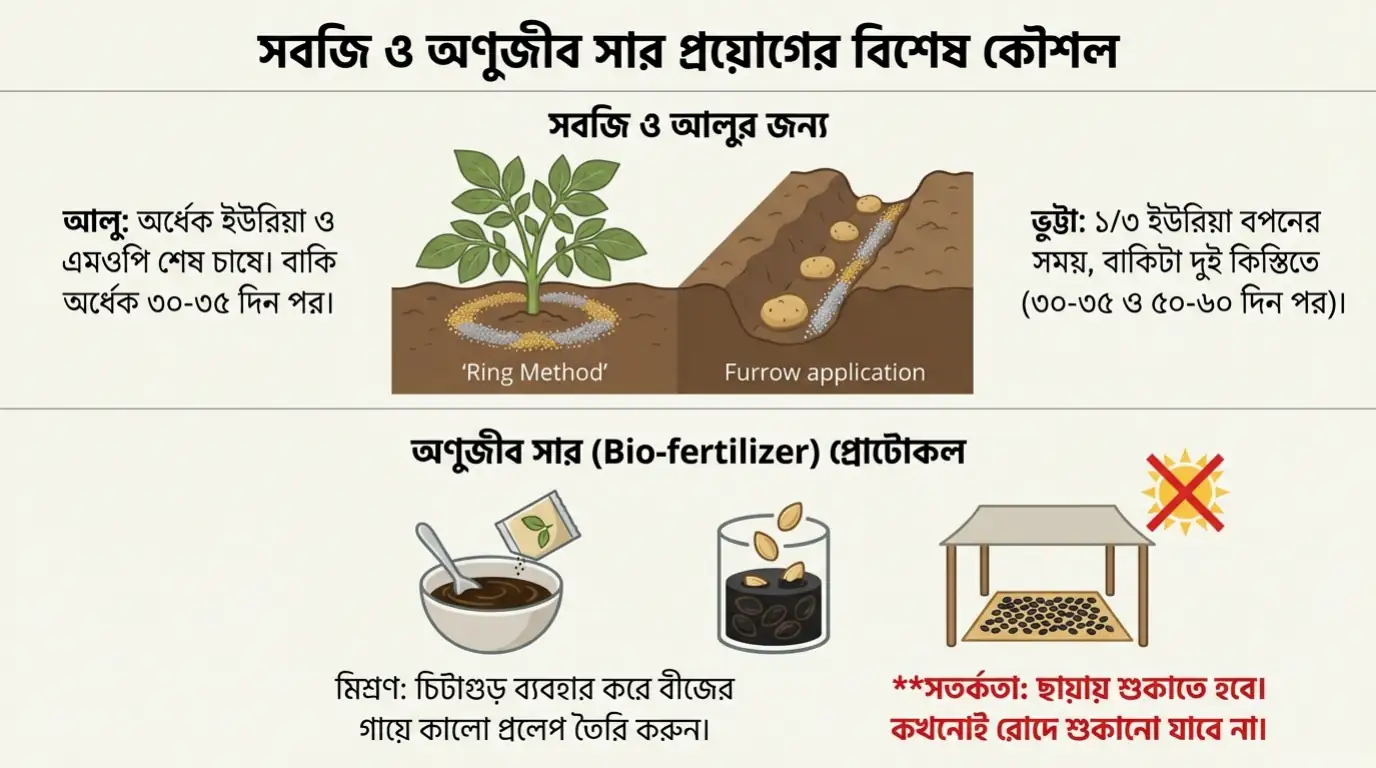 সবজি ও অণুজীব সার প্রয়োগের বিশেষ কৌশল
সবজি ও আলুর জন্য
আলু: অর্ধেক ইউরিয়া ও
এমওপি শেষ চাষে। বাকি
অর্ধেক ৩০-৩৫ দিন পর।
‘Ring Method’
Furrow application
ভুট্টা: ১/৩ ইউরিয়া বপনের
সময়, বাকিটা দুই কিস্তিতে
(৩০-৩৫ ও ৫০-৬০ দিন পর)।
অণুজীব সার (Bio-fertilizer) প্রোটোকল
মিশ্রণ: চিটাগুড় ব্যবহার করে বীজের
গায়ে কালো প্রলেপ তৈরি করুন।
**সতর্কতা: ছায়ায় শুকাতে হবে।
কখনোই রোদে শুকানো যাবে না।